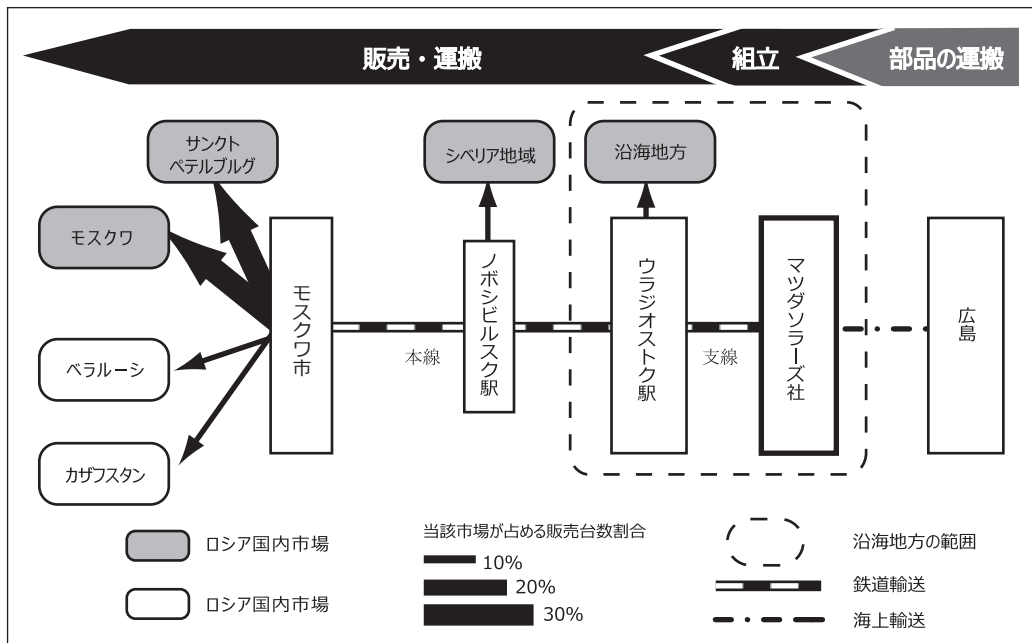 販売・運搬
組立
部品の運搬
サンクト
ペテルブルグ
シベリア地域
沿海地方
モスクワ
モスクワ市
ノボシビルスク駅
ウラジオストク駅
マツダソラーズ社
広島
本線
支線
ベラルーシ
カザフスタン
ロシア国内市場
ロシア国内市場
当該市場が占める販売台数割合
10%
20%
30%
沿海地方の範囲
鉄道輸送
海上輸送